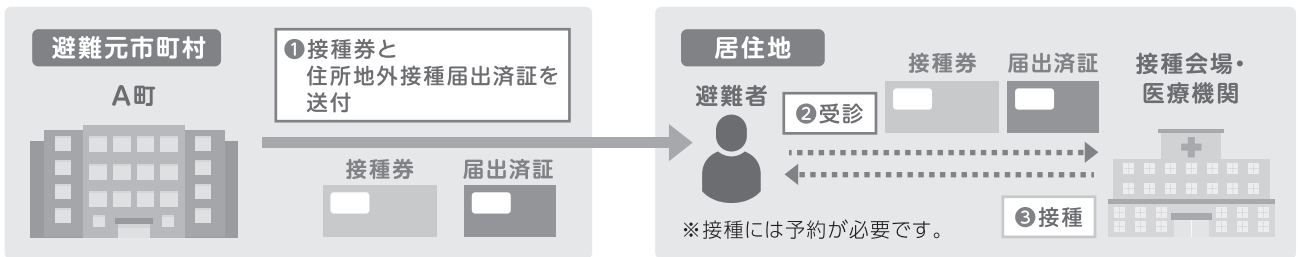 避難元市町村
A町
❶接種券と
住所地外接種届出済証を
送付
接種券
届出済証
居住地
避難者
❷受診
接種券
届出済証
接種会場・
医療機関
❸接種
※接種には予約が必要です。